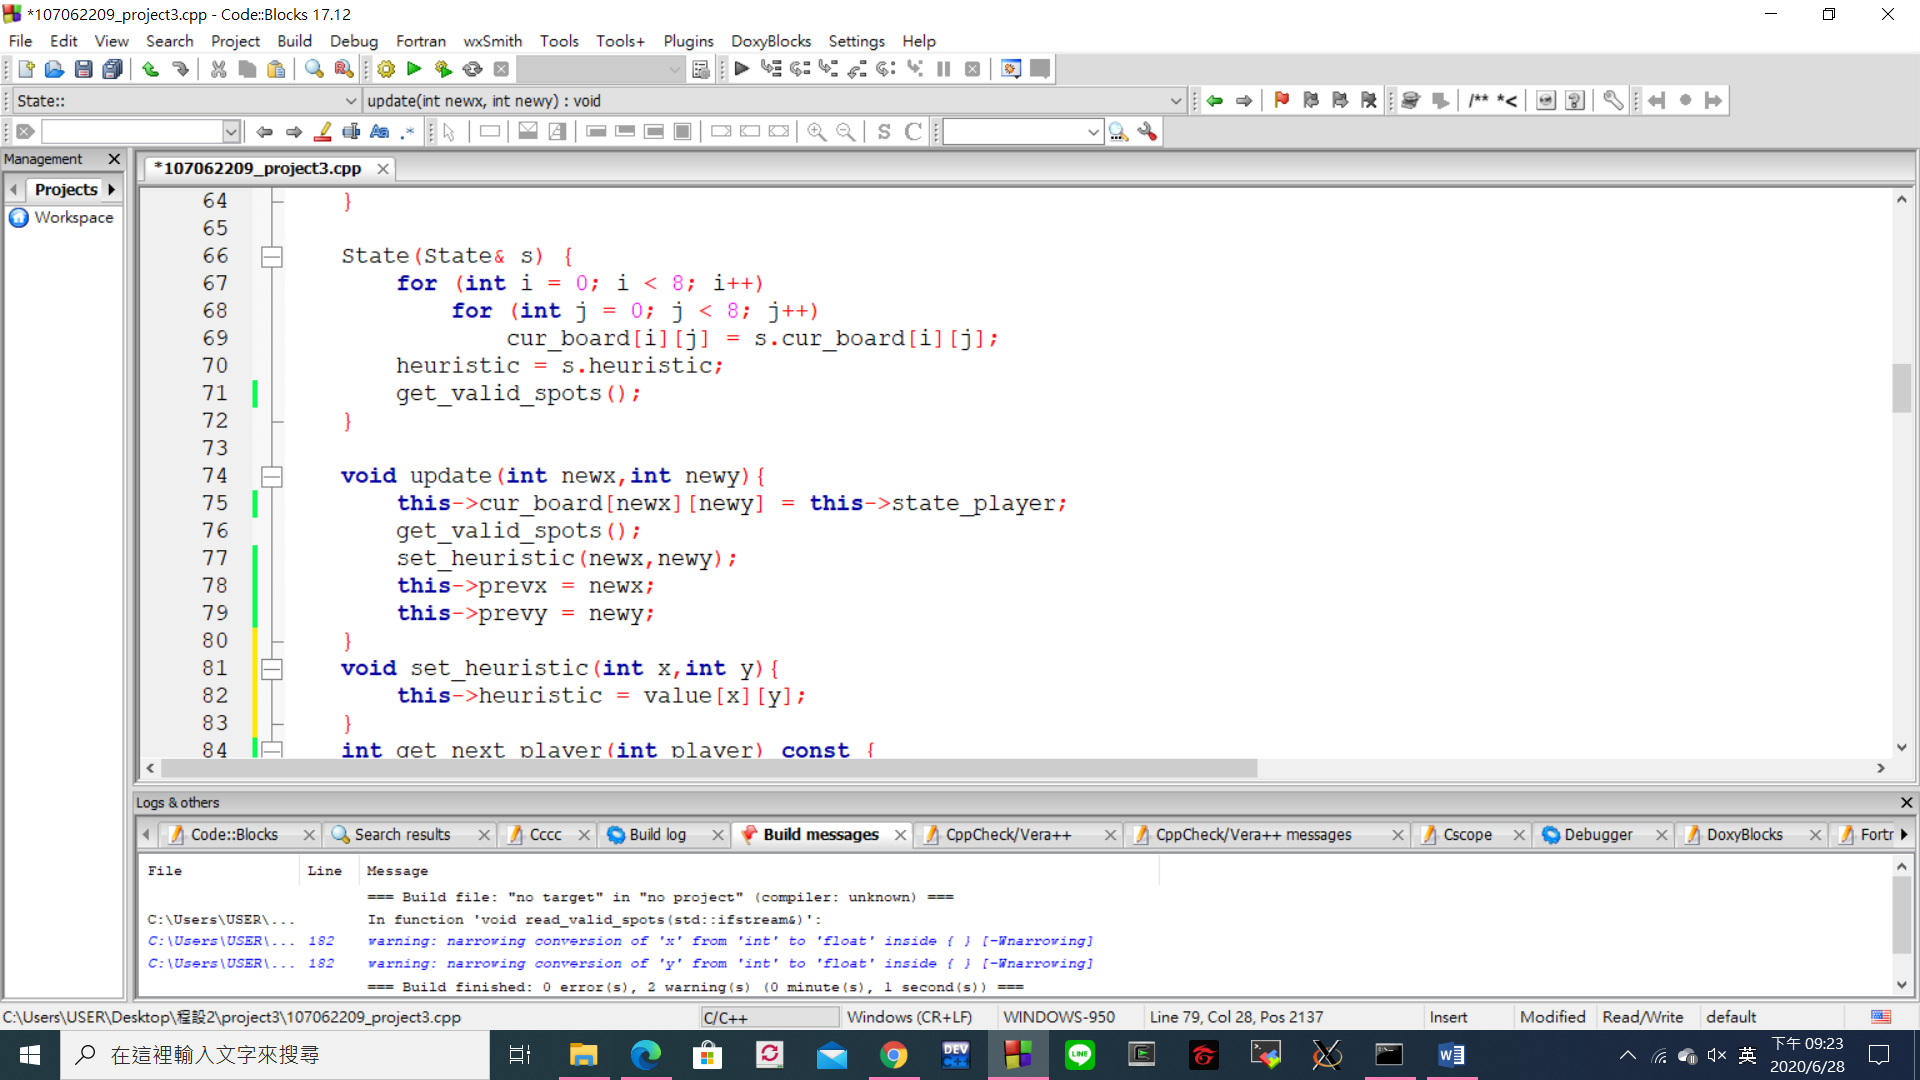 *107062209_project3.cpp - Code::Blocks 17.12
File Edit View Search Project Build Debug Fortran wxSmith Tools Tools+ Plugins DoxyBlocks Settings Help
State:: update(int newx, int newy) : void
/** *<
Aa .* S C
Management
*107062209_project3.cpp
Projects
Workspace
64 }
65
66 State(State& s) {
67 for (int i = 0; i < 8; i++)
68 for (int j = 0; j < 8; j++)
69 cur_board[i][j] = s.cur_board[i][j];
70 heuristic = s.heuristic;
71 get_valid_spots();
72 }
73
74 void update(int newx,int newy){
75 this->cur_board[newx][newy] = this->state_player;
76 get_valid_spots();
77 set_heuristic(newx,newy);
78 this->prevx = newx;
79 this->prevy = newy;
80 }
81 void set_heuristic(int x,int y){
82 this->heuristic = value[x][y];
83 }
84 int get_next_player(int player) const {
Logs & others
Code::Blocks Search results Cccc Build log Build messages CppCheck/Vera++ CppCheck/Vera++ messages Cscope Debugger DoxyBlocks Fortr
File Line Message
=== Build file: "no target" in "no project" (compiler: unknown) ===
C:\Users\USER\... In function 'void read_valid_spots(std::ifstream&)':
C:\Users\USER\... 182 warning: narrowing conversion of 'x' from 'int' to 'float' inside { } [-Wnarrowing]
C:\Users\USER\... 182 warning: narrowing conversion of 'y' from 'int' to 'float' inside { } [-Wnarrowing]
=== Build finished: 0 error(s), 2 warning(s) (0 minute(s), 1 second(s)) ===
C:\Users\USER\Desktop\程設2\project3\107062209_project3.cpp C/C++ Windows (CR+LF) WINDOWS-950 Line 79, Col 28, Pos 2137 Insert Modified Read/Write default
在這裡輸入文字來搜尋
DEV
LINE
英
下午 09:23
2020/6/28